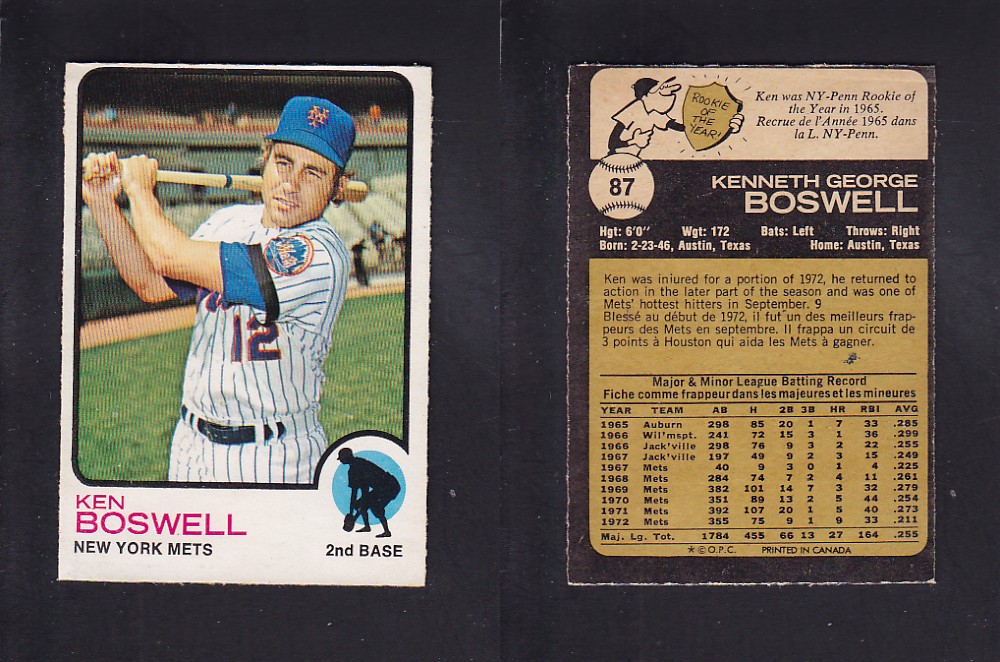 12
KEN
BOSWELL
NEW YORK METS
2nd BASE
ROOKIE
OF
THE
YEAR!
Ken was NY-Penn Rookie of
the Year in 1965.
Recrue de l'Année 1965 dans
la L. NY-Penn.
87
KENNETH GEORGE
BOSWELL
Hgt: 6'0" Wgt: 172 Bats: Left Throws: Right
Born: 2-23-46, Austin, Texas Home: Austin, Texas
Ken was iniured for a portion of 1972, he returned to
action in the later part of the season and was one of
Mets' hottest hitters in September. 9
Blessé au début de 1972, il fut un des meilleurs frap-
peurs des Mets en septembre. Il frappa un circuit de
3 points à Houston qui aida les Mets à gagner.
Major & Minor League Batting Record
Fiche comme frappeur dans les majeures et les mineures
YEAR TEAM AB H 2B 3B HR RBI AVG
1965 Auburn 298 85 20 1 7 33 .285
1966 Wil'mspt. 241 72 15 3 1 36 .299
1966 Jack'ville 298 76 9 3 2 22 .255
1967 Jack'ville 197 49 9 2 3 15 .249
1967 Mets 40 9 3 0 1 4 .225
1968 Mets 284 74 7 2 4 11 .261
1969 Mets 382 101 14 7 3 32 .279
1970 Mets 351 89 13 2 5 44 .254
1971 Mets 392 107 20 1 5 40 .273
1972 Mets 355 75 9 1 9 33 .211
Maj. Lg. Tot. 1784 455 66 13 27 164 .255
*© O.P.C. PRINTED IN CANADA